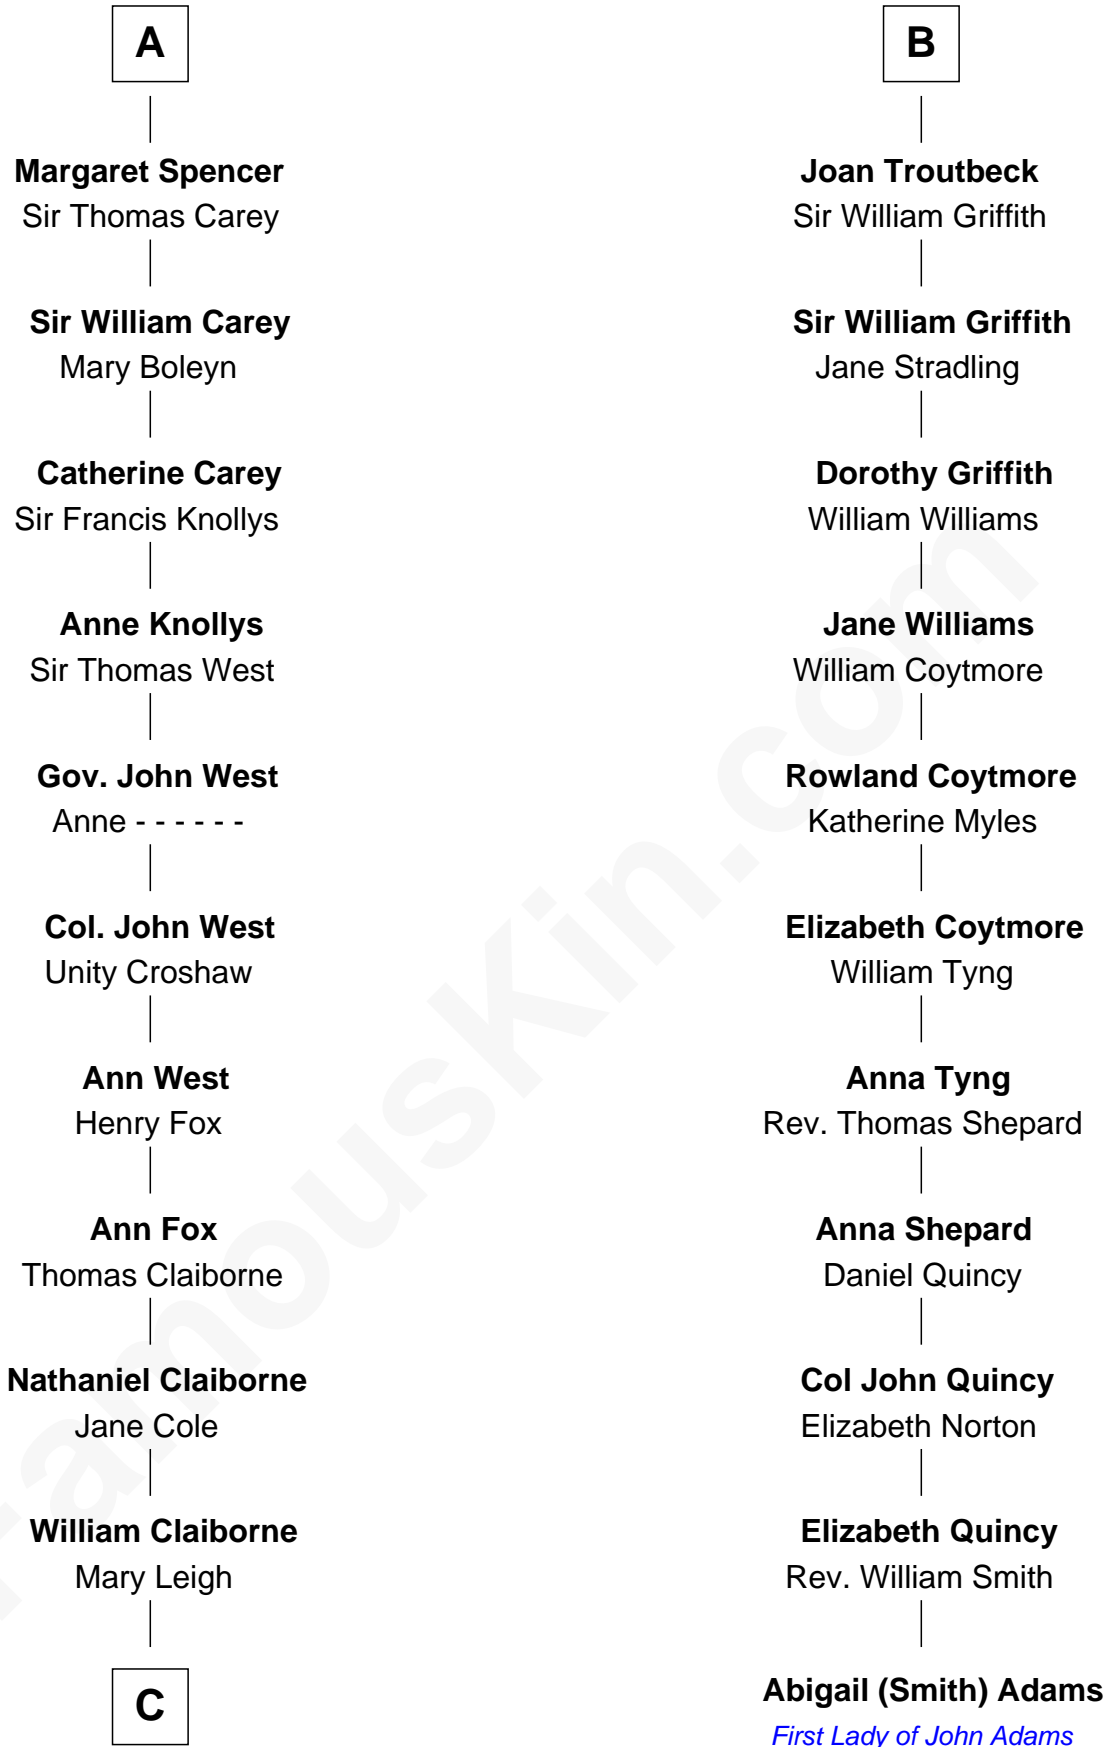 A
Margaret Spencer
Sir Thomas Carey
Sir William Carey
Mary Boleyn
Catherine Carey
Sir Francis Knollys
Anne Knollys
Sir Thomas West
Gov. John West
Anne - - - - - -
Col. John West
Unity Croshaw
Ann West
Henry Fox
Ann Fox
Thomas Claiborne
Nathaniel Claiborne
Jane Cole
William Claiborne
Mary Leigh
C
B
Joan Troutbeck
Sir William Griffith
Sir William Griffith
Jane Stradling
Dorothy Griffith
William Williams
Jane Williams
William Coytmore
Rowland Coytmore
Katherine Myles
Elizabeth Coytmore
William Tyng
Anna Tyng
Rev. Thomas Shepard
Anna Shepard
Daniel Quincy
Col John Quincy
Elizabeth Norton
Elizabeth Quincy
Rev. William Smith
Abigail (Smith) Adams
First Lady of John Adams
FamousKin.com